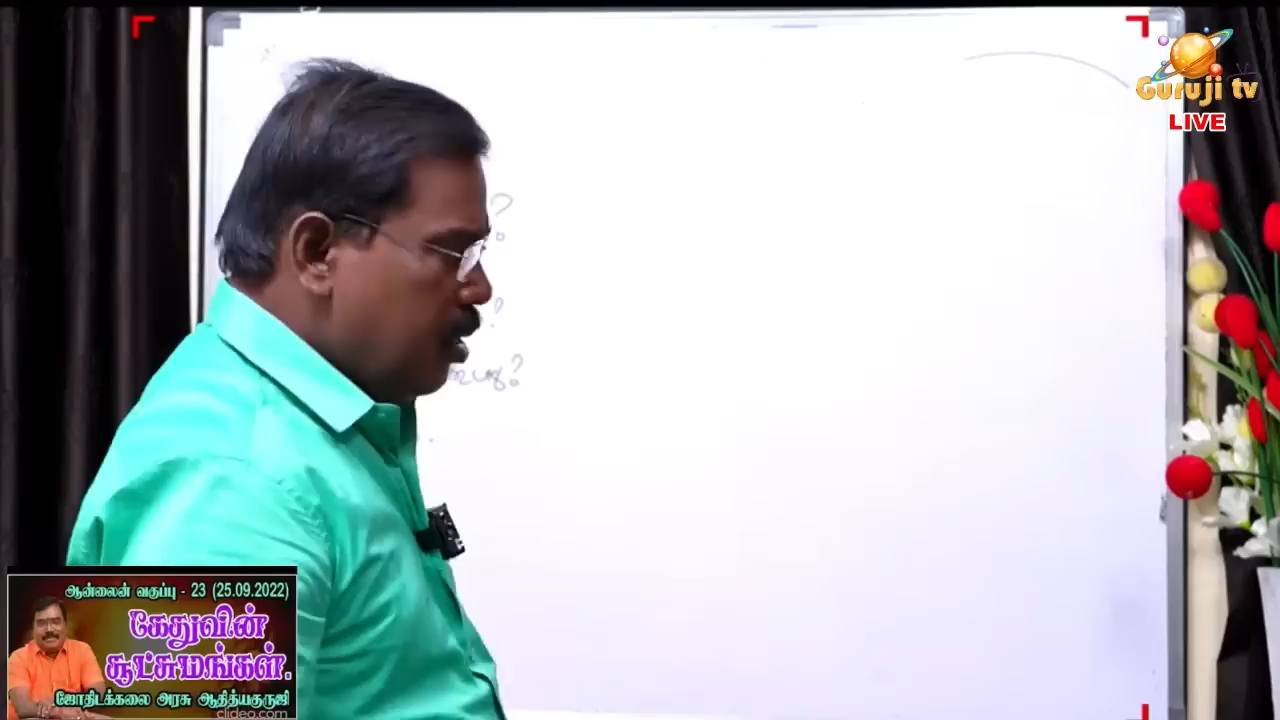 Guruji tv
LIVE
?
?
?
ஆன்லைன் வகுப்பு - 23 (25.09.2022)
கேதுவின்
சூட்சுமங்கள்.
ஜோதிடக்கலை அரசு ஆதித்யகுருஜி
clideo.com